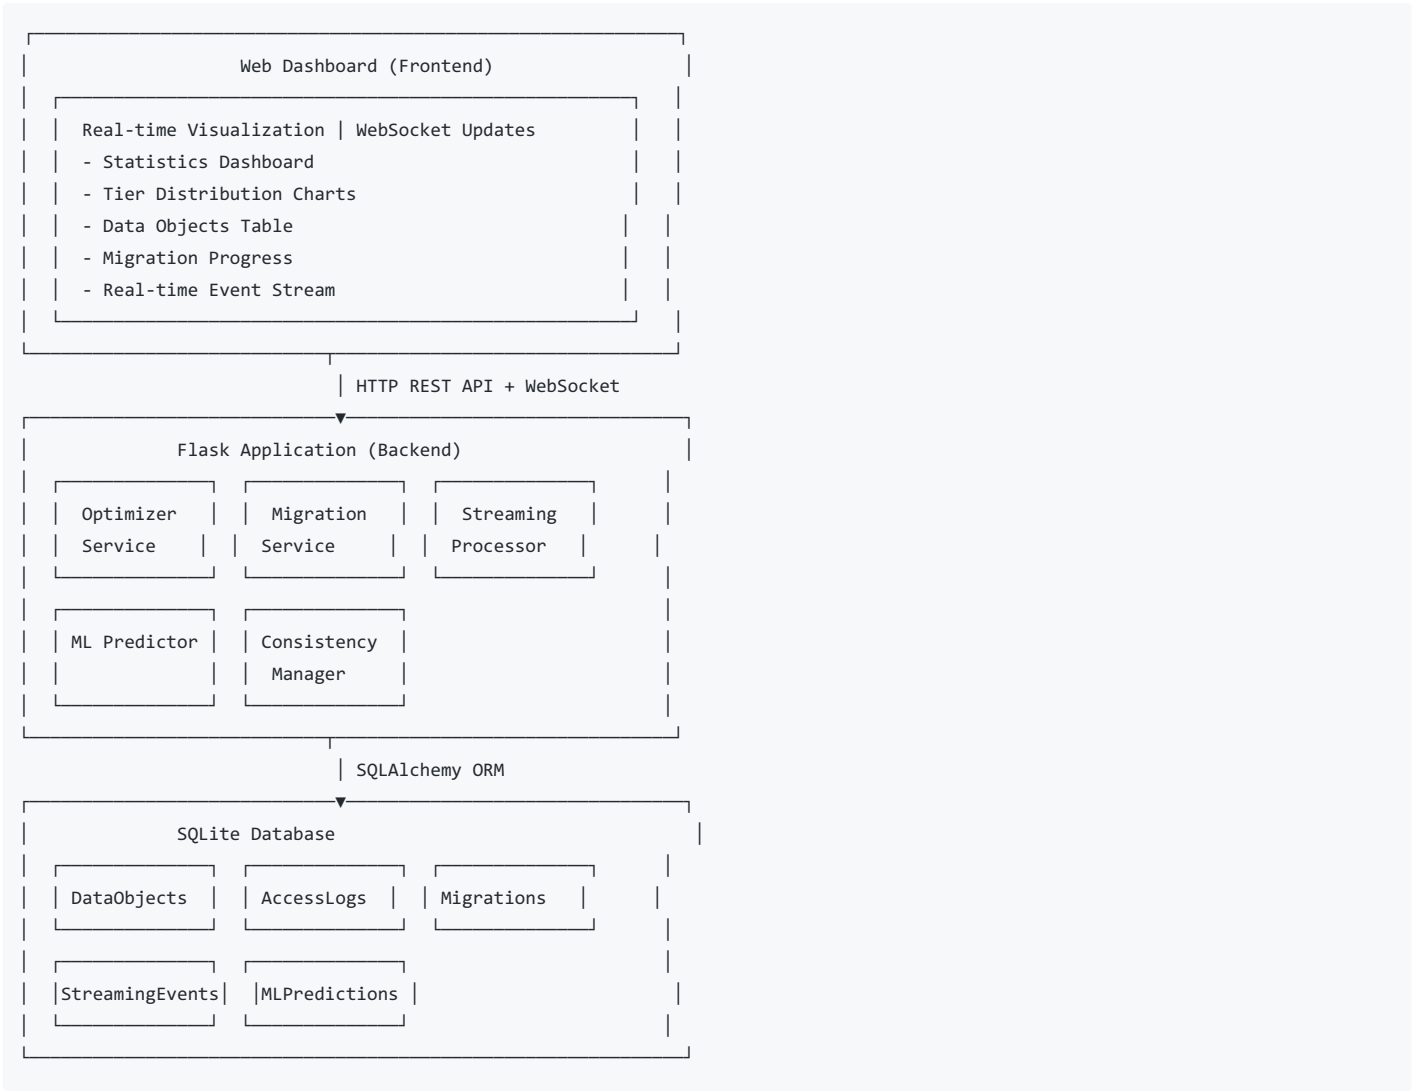 Web Dashboard (Frontend)
Real-time Visualization | WebSocket Updates
- Statistics Dashboard
- Tier Distribution Charts
- Data Objects Table
- Migration Progress
- Real-time Event Stream
HTTP REST API + WebSocket
Flask Application (Backend)
Optimizer Migration Streaming
Service Service Processor
ML Predictor Consistency
Manager
SQLAlchemy ORM
SQLite Database
DataObjects AccessLogs Migrations
StreamingEvents MLPredictions